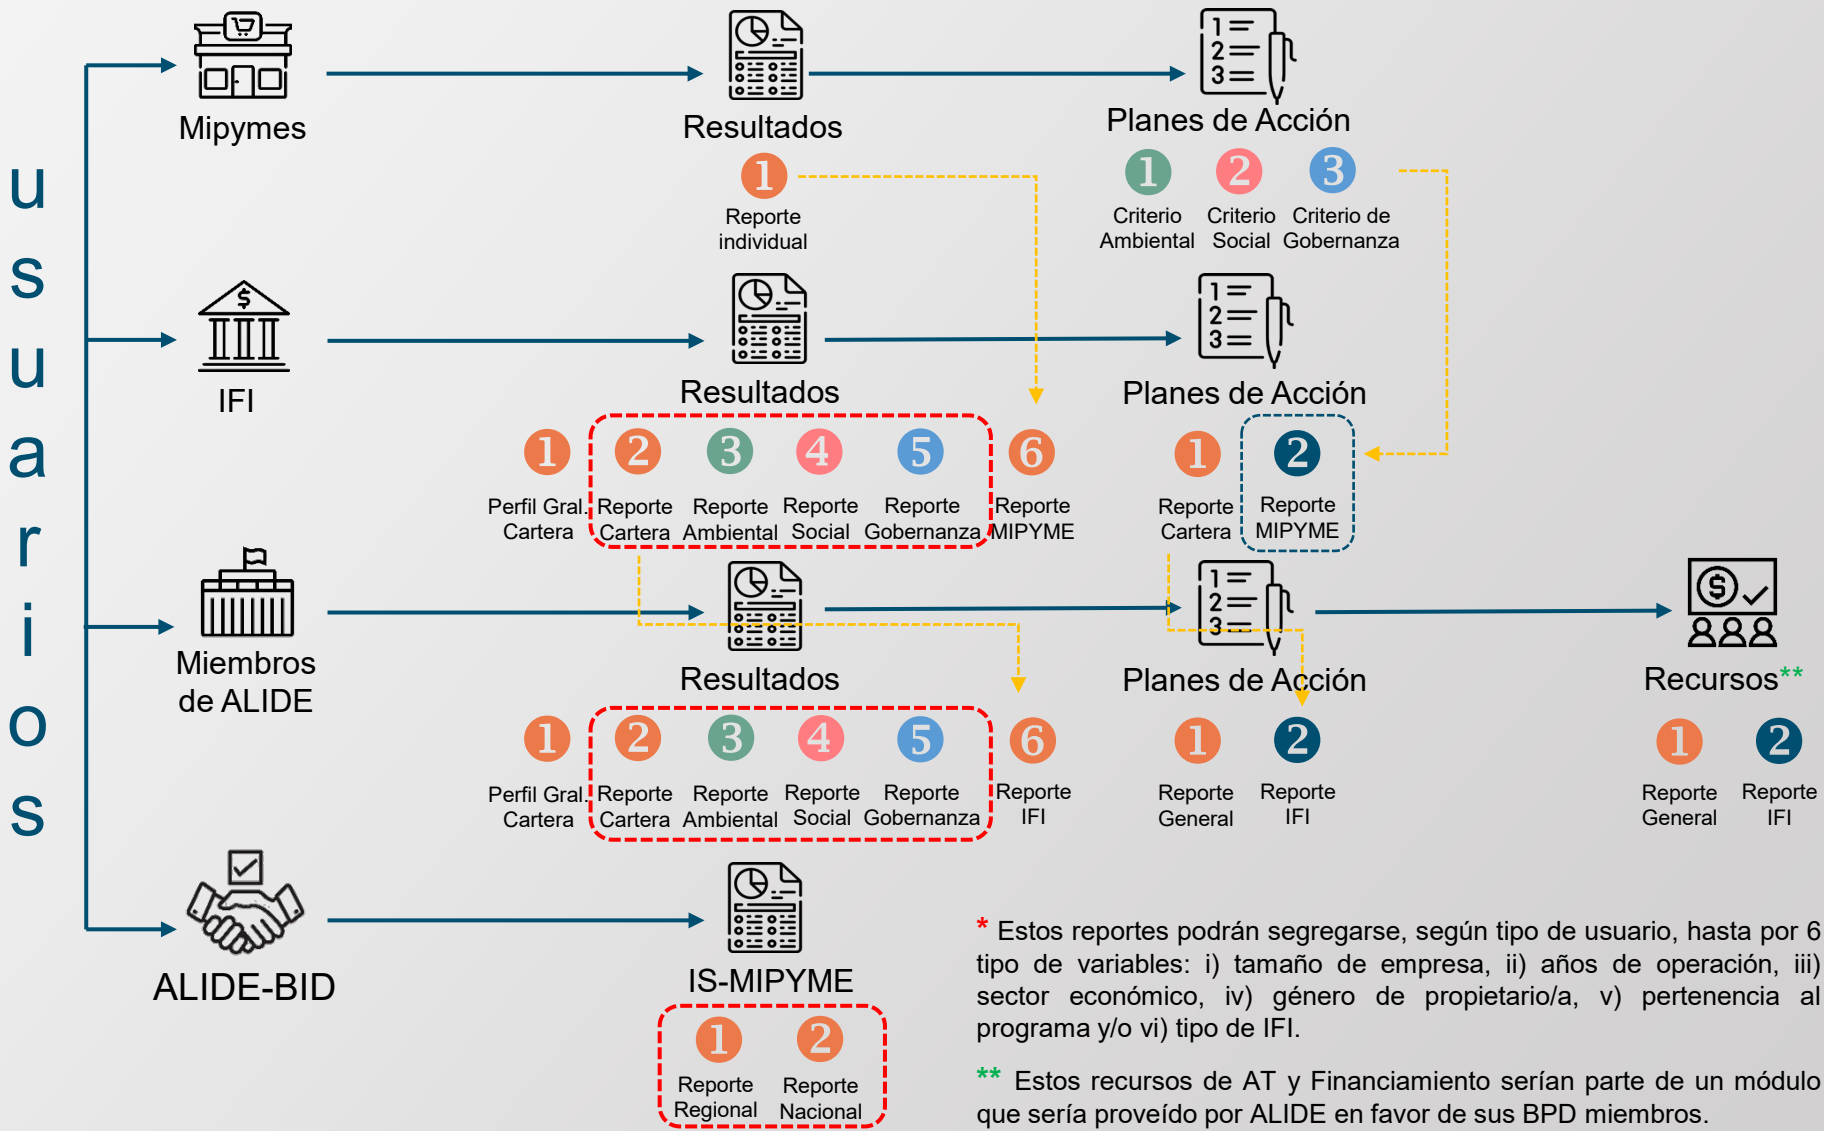 usuarios
Mipymes
Resultados
1
Reporte
individual
Planes de Acción
1 2 3
Criterio
Ambiental
Criterio
Social
Criterio de
Gobernanza
IFI
Resultados
1 2 3 4 5 6
Perfil Gral.
Cartera
Reporte
Cartera
Reporte
Ambiental
Reporte
Social
Reporte
Gobernanza
Reporte
MIPYME
Planes de Acción
1 2
Reporte
Cartera
Reporte
MIPYME
Miembros
de ALIDE
Resultados
1 2 3 4 5 6
Perfil Gral.
Cartera
Reporte
Cartera
Reporte
Ambiental
Reporte
Social
Reporte
Gobernanza
Reporte
IFI
Planes de Acción
1 2
Reporte
General
Reporte
IFI
Recursos**
1 2
Reporte
General
Reporte
IFI
ALIDE-BID
IS-MIPYME
1 2
Reporte
Regional
Reporte
Nacional
* Estos reportes podrán segregarse, según tipo de usuario, hasta por 6
tipo de variables: i) tamaño de empresa, ii) años de operación, iii)
sector económico, iv) género de propietario/a, v) pertenencia al
programa y/o vi) tipo de IFI.
** Estos recursos de AT y Financiamiento serían parte de un módulo
que sería proveído por ALIDE en favor de sus BPD miembros.